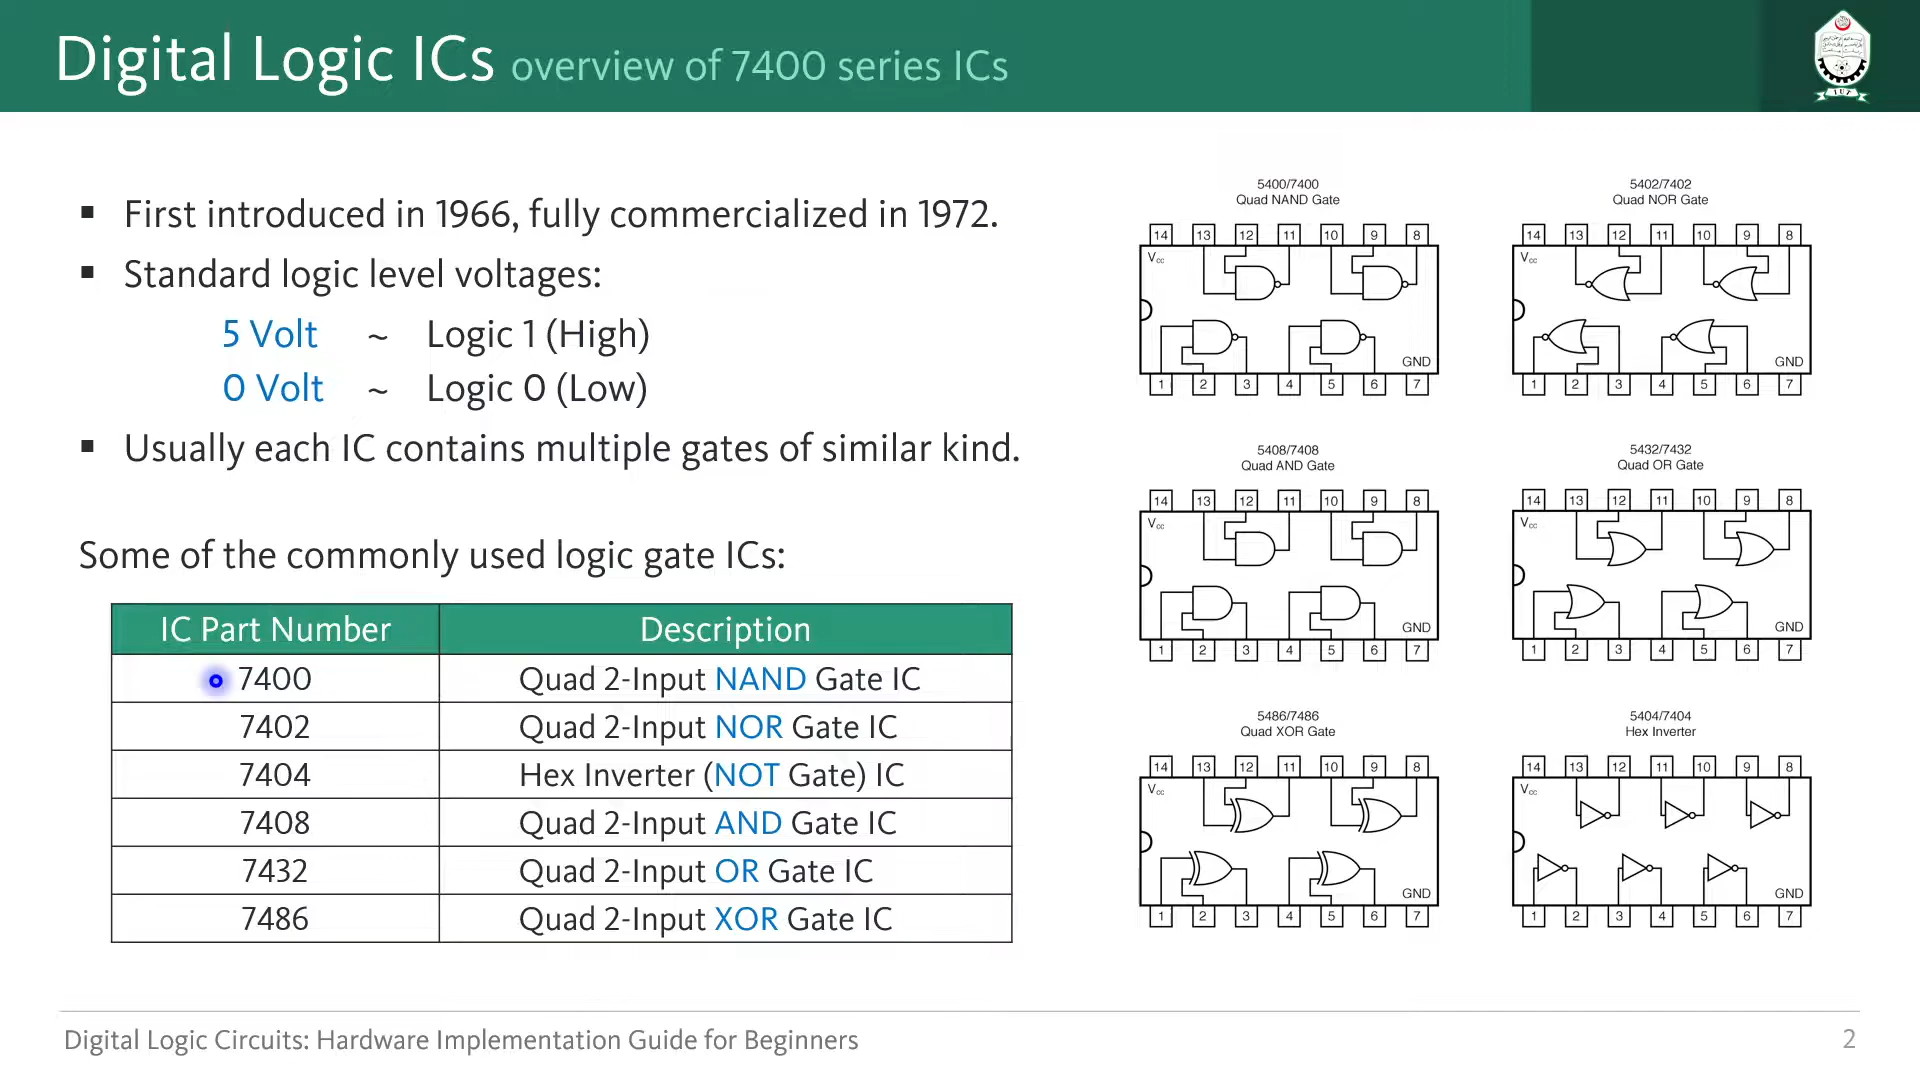 Digital Logic ICs overview of 7400 series ICs
▪ First introduced in 1966, fully commercialized in 1972.
▪ Standard logic level voltages:
5 Volt ~ Logic 1 (High)
0 Volt ~ Logic 0 (Low)
▪ Usually each IC contains multiple gates of similar kind.
Some of the commonly used logic gate ICs:
IC Part Number Description
7400 Quad 2-Input NAND Gate IC
7402 Quad 2-Input NOR Gate IC
7404 Hex Inverter (NOT Gate) IC
7408 Quad 2-Input AND Gate IC
7432 Quad 2-Input OR Gate IC
7486 Quad 2-Input XOR Gate IC
5400/7400
Quad NAND Gate
14 13 12 11 10 9 8
Vcc
GND
1 2 3 4 5 6 7
5402/7402
Quad NOR Gate
14 13 12 11 10 9 8
Vcc
GND
1 2 3 4 5 6 7
5408/7408
Quad AND Gate
14 13 12 11 10 9 8
Vcc
GND
1 2 3 4 5 6 7
5432/7432
Quad OR Gate
14 13 12 11 10 9 8
Vcc
GND
1 2 3 4 5 6 7
5486/7486
Quad XOR Gate
14 13 12 11 10 9 8
Vcc
GND
1 2 3 4 5 6 7
5404/7404
Hex Inverter
14 13 12 11 10 9 8
Vcc
GND
1 2 3 4 5 6 7
Digital Logic Circuits: Hardware Implementation Guide for Beginners
2